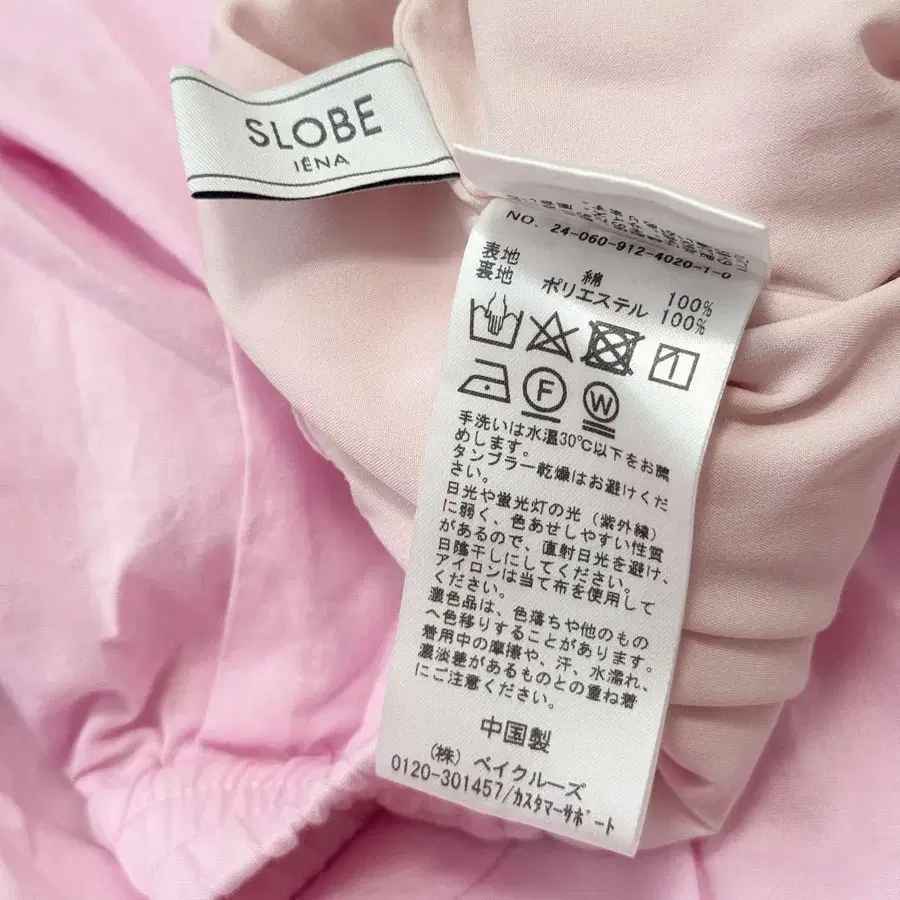 SLOBE
IÉNA
NO. 24-060-912-4020-1-0
表地 綿 100%
裏地 ポリエステル 100%
1
F W
手洗いは水温30℃以下をお薦
めします。
タンブラー乾燥はお避けくだ
さい。
日光や蛍光灯の光（紫外線）
に弱く、色あせしやすい性質
があるので、直射日光を避け、
日陰干しにしてください。
アイロンは当て布を使用して
ください。
濃色品は、色落ちや他のもの
へ色移りすることがあります。
着用中の摩擦や、汗、水濡れ、
濃淡差があるものとの重ね着
にご注意ください。
中国製
（株）ベイクルーズ
0120-301457/カスタマーサポート